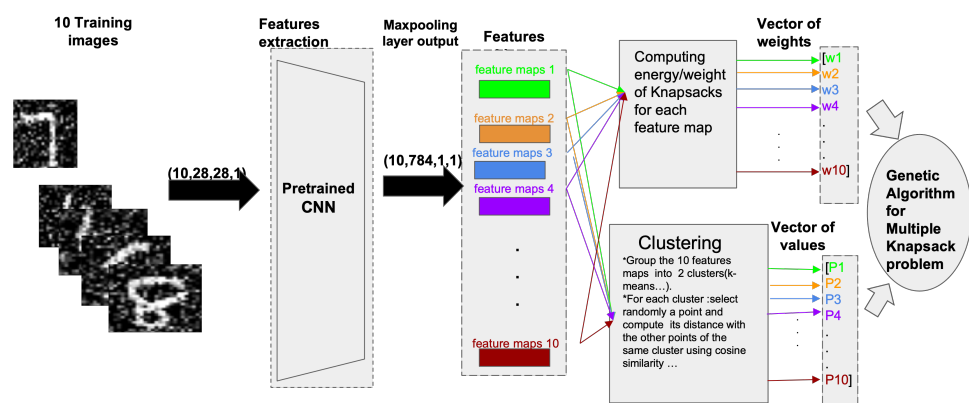 10 Training
images
Features
extraction
Maxpooling
layer output
Features
Vector of
weights
(10,28,28,1)
Pretrained
CNN
(10,784,1,1)
feature maps 1
feature maps 2
feature maps 3
feature maps 4
feature maps 10
Computing
energy/weight
of Knapsacks
for each
feature map
[w1
w2
w3
w4
w10]
Clustering
*Group the 10 features
maps into 2 clusters(k-
means…).
*For each cluster :select
randomly a point and
compute its distance with
the other points of the
same cluster using cosine
similarity …
Vector of
values
[P1
P2
P3
P4
P10]
Genetic
Algorithm
for
Multiple
Knapsack
problem